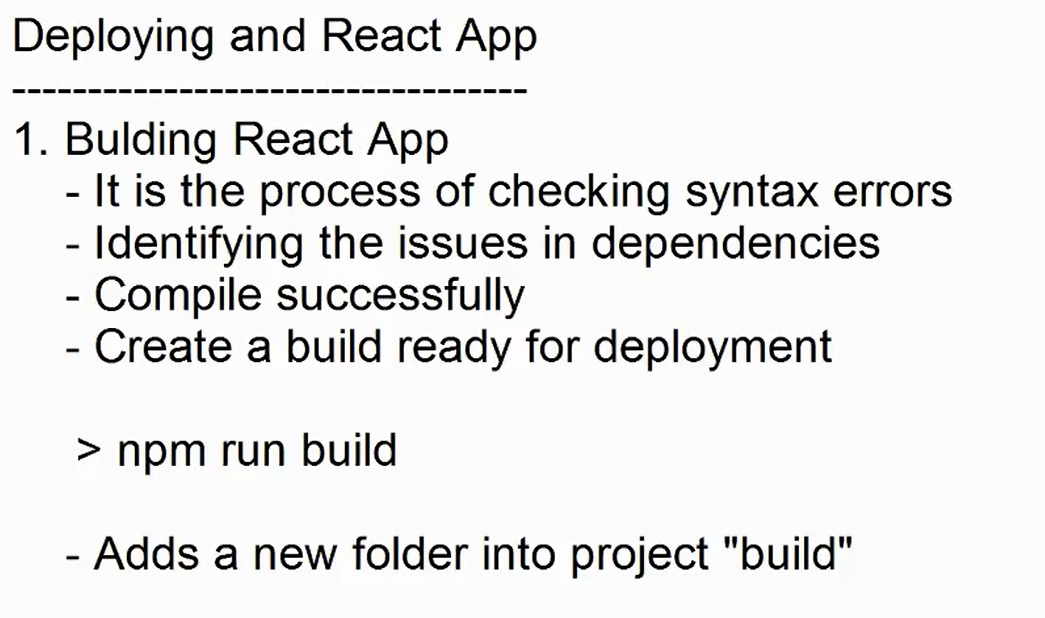 Deploying and React App
----------------------------------
1. Bulding React App
- It is the process of checking syntax errors
- Identifying the issues in dependencies
- Compile successfully
- Create a build ready for deployment
> npm run build
- Adds a new folder into project "build"